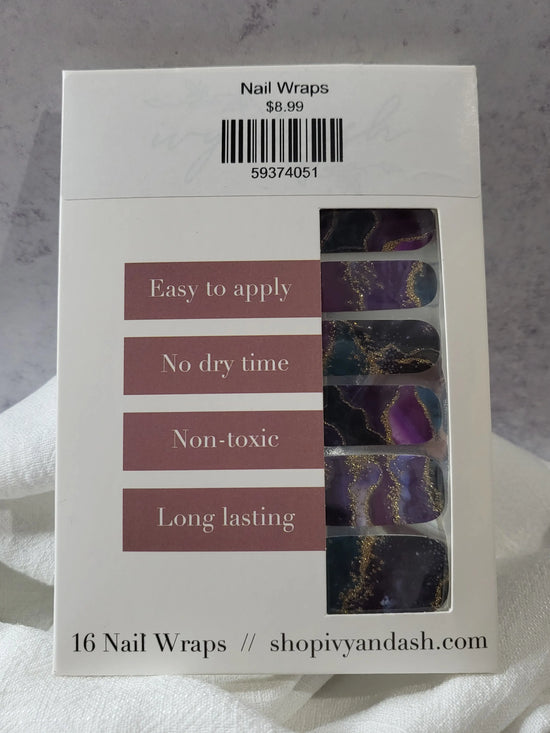 Nail Wraps
$8.99
59374051
Easy to apply
No dry time
Non-toxic
Long lasting
16 Nail Wraps // shopivyandash.com